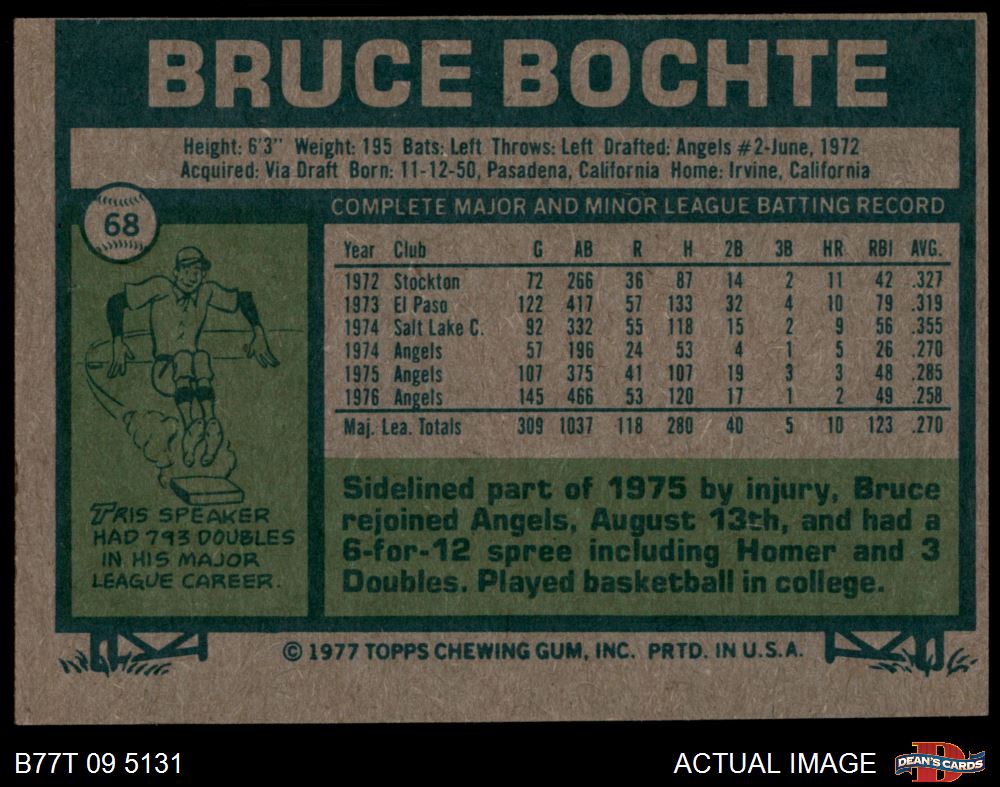 BRUCE BOCHTE
Height: 6'3" Weight: 195 Bats: Left Throws: Left Drafted: Angels #2-June, 1972
Acquired: Via Draft Born: 11-12-50, Pasadena, California Home: Irvine, California
68
COMPLETE MAJOR AND MINOR LEAGUE BATTING RECORD
Year Club G AB R H 2B 3B HR RBI AVG.
1972 Stockton 72 266 36 87 14 2 11 42 .327
1973 El Paso 122 417 57 133 32 4 10 79 .319
1974 Salt Lake C. 92 332 55 118 15 2 9 56 .355
1974 Angels 57 196 24 53 4 1 5 26 .270
1975 Angels 107 375 41 107 19 3 3 48 .285
1976 Angels 145 466 53 120 17 1 2 49 .258
Maj. Lea. Totals 309 1037 118 280 40 5 10 123 .270
TRIS SPEAKER
HAD 793 DOUBLES
IN HIS MAJOR
LEAGUE CAREER.
Sidelined part of 1975 by injury, Bruce
rejoined Angels, August 13th, and had a
6-for-12 spree including Homer and 3
Doubles. Played basketball in college.
© 1977 TOPPS CHEWING GUM, INC. PRTD. IN U.S.A.
B77T 09 5131
ACTUAL IMAGE
D
DEAN'S CARDS